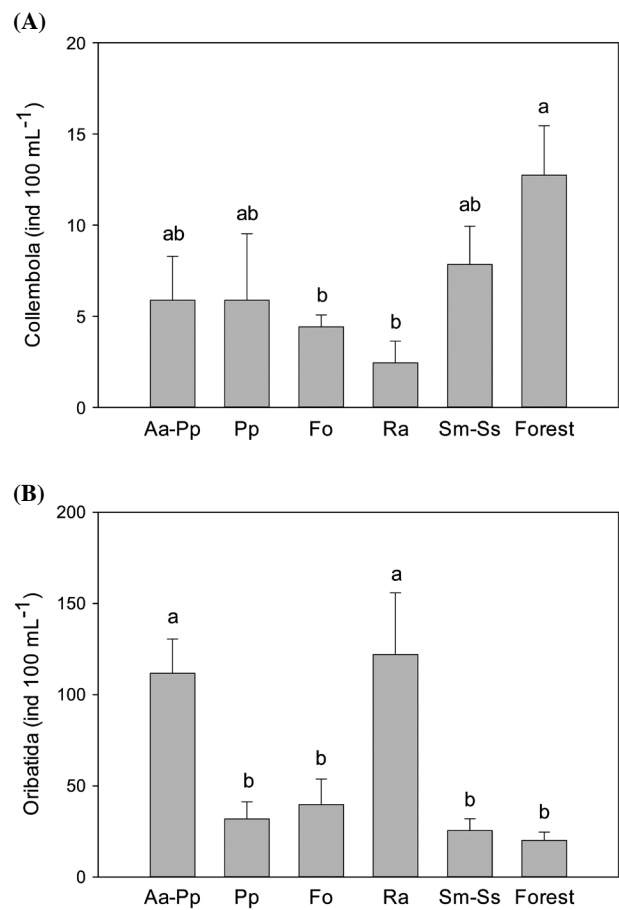 (A)
Collembola (ind 100 mL⁻¹)
20
15
10
5
0
ab
ab
b
b
ab
a
Aa-Pp Pp Fo Ra Sm-Ss Forest
(B)
Oribatida (ind 100 mL⁻¹)
200
150
100
50
0
a
b
b
a
b
b
Aa-Pp Pp Fo Ra Sm-Ss Forest